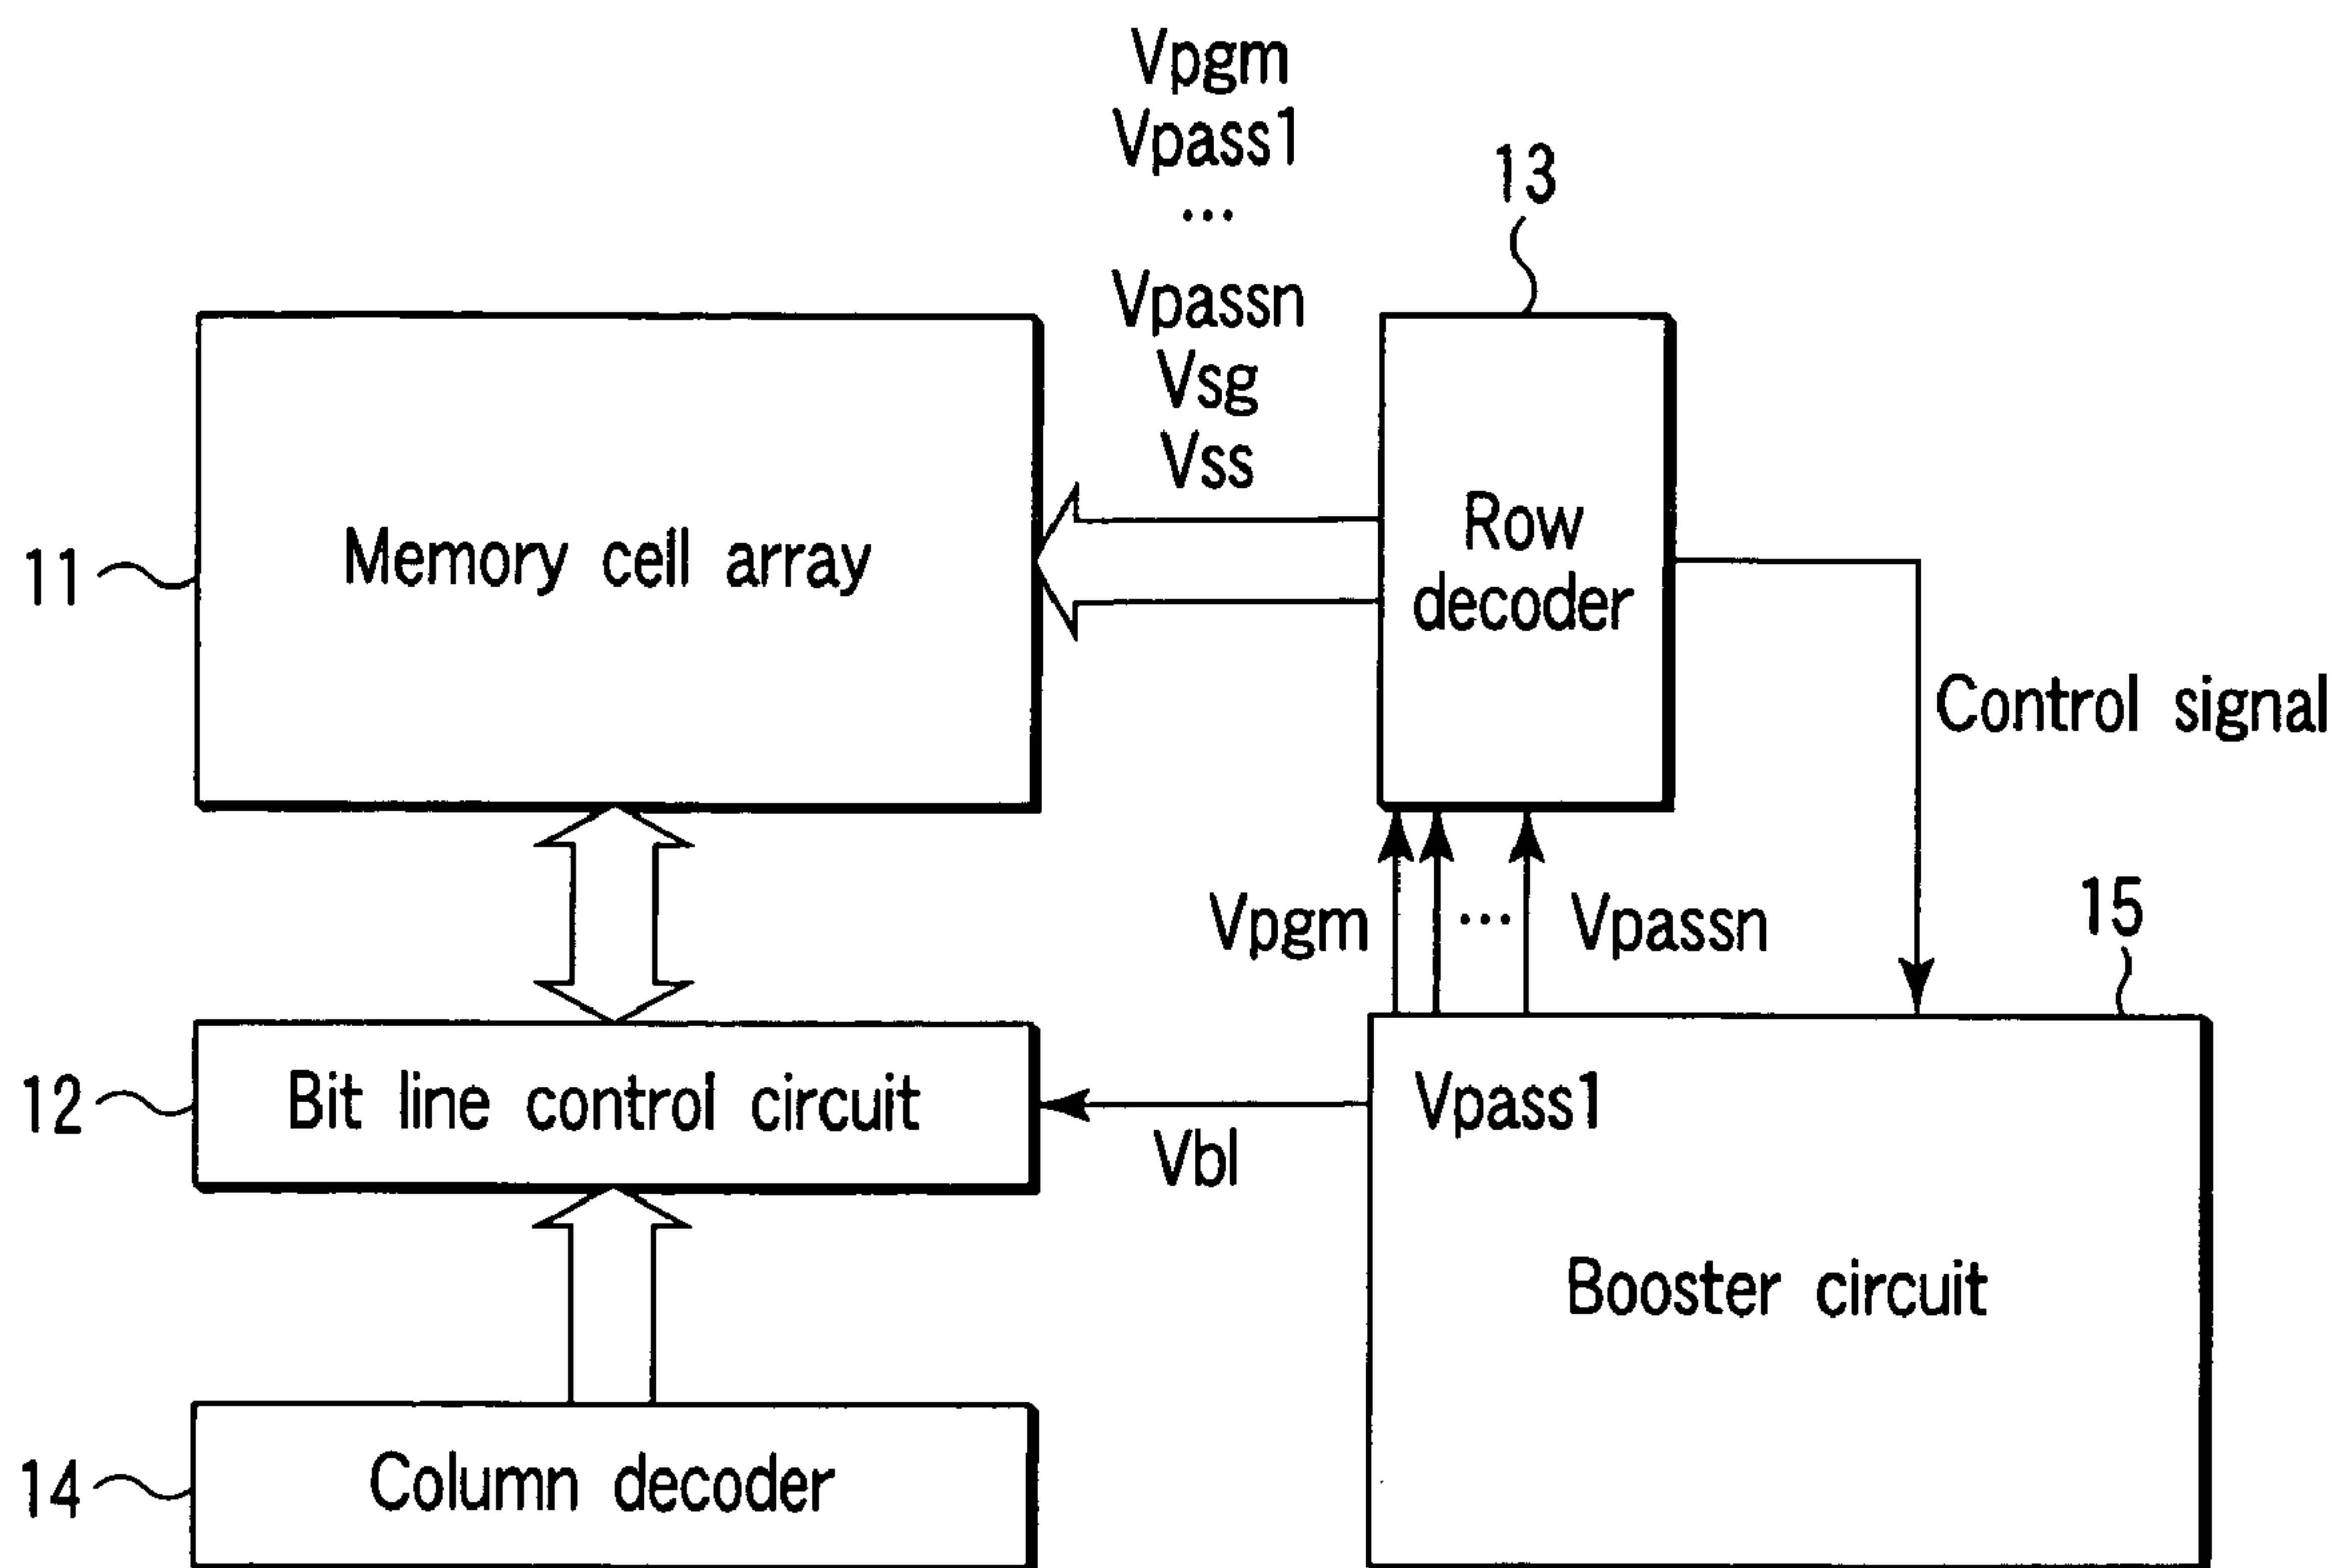 Vpgm
Vpass1
...
Vpassn
Vsg
Vss
13
11
Memory cell array
Row
decoder
Control signal
Vpgm
...
Vpassn
15
12
Bit line control circuit
Vbl
Vpass1
Booster circuit
14
Column decoder